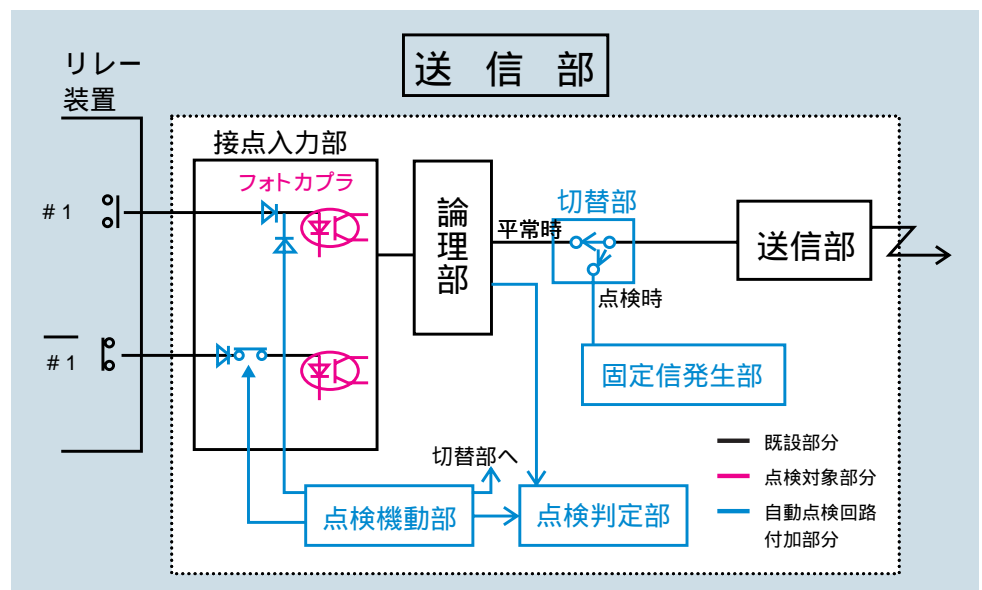 送信部
リレー
装置
接点入力部
フォトカプラ
#1
論理部
平常時
切替部
送信部
点検時
#1
固定信発生部
切替部へ
点検機動部
点検判定部
既設部分
点検対象部分
自動点検回路
付加部分